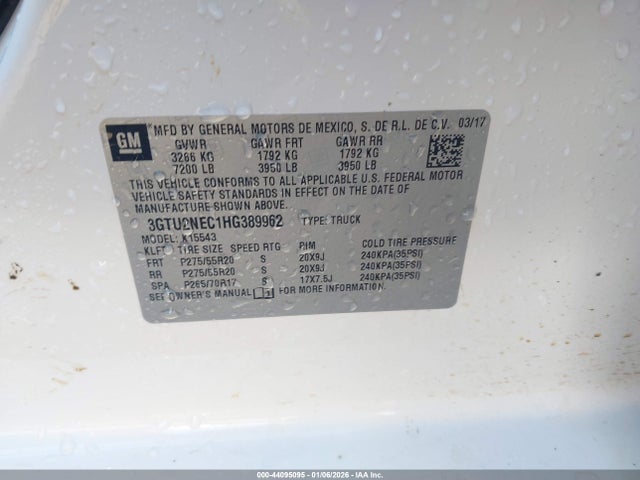 GM
MFD BY GENERAL MOTORS DE MEXICO, S. DE R.L. DE C.V. 03/17
GVWR GAWR FRT GAWR RR
3266 KG 1792 KG 1792 KG
7200 LB 3950 LB 3950 LB
THIS VEHICLE CONFORMS TO ALL APPLICABLE U.S. FEDERAL MOTOR
VEHICLE SAFETY STANDARDS IN EFFECT ON THE DATE OF
MANUFACTURE SHOWN ABOVE.
3GTU2NEC1HG389962 TYPE: TRUCK
MODEL: K15543
KLFT TIRE SIZE SPEED RTG RIM COLD TIRE PRESSURE
FRT P275/55R20 S 20X9J 240KPA(35PSI)
RR P275/55R20 S 20X9J 240KPA(35PSI)
SPA P265/70R17 S 17X7.5J 240KPA(35PSI)
SEE OWNER'S MANUAL FOR MORE INFORMATION.
000-44095095 - 01/06/2026 - IAAI.COM